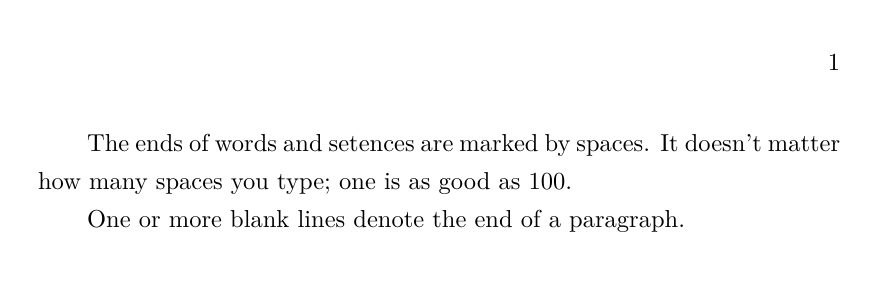 1
The ends of words and setences are marked by spaces. It doesn't matter
how many spaces you type; one is as good as 100.
One or more blank lines denote the end of a paragraph.